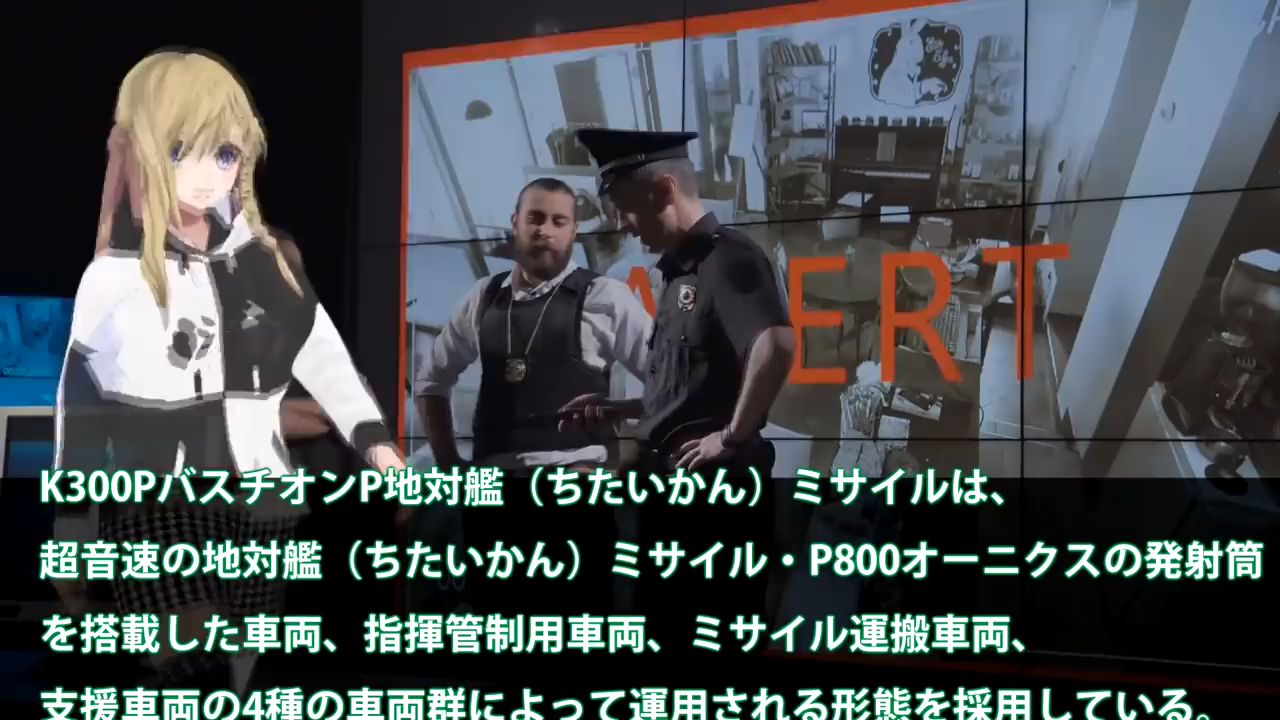 ALERT
K300PバスチオンP地対艦（ちたいかん）ミサイルは、
超音速の地対艦（ちたいかん）ミサイル・P800オーニクスの発射筒
を搭載した車両、指揮管制用車両、ミサイル運搬車両、
支援車両の4種の車両群によって運用される形態を採用している。